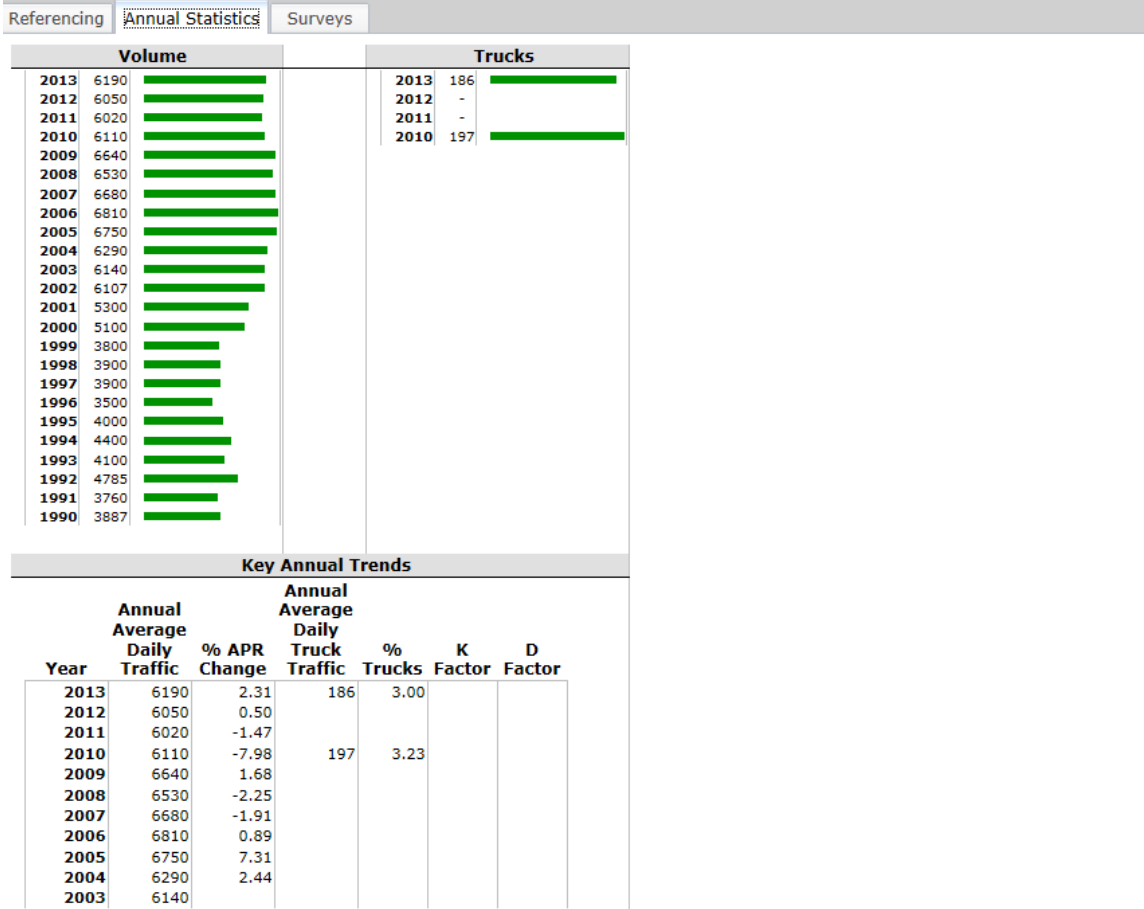 Referencing Annual Statistics Surveys
Volume Trucks
2013 6190 2013 186
2012 6050 2012 -
2011 6020 2011 -
2010 6110 2010 197
2009 6640
2008 6530
2007 6680
2006 6810
2005 6750
2004 6290
2003 6140
2002 6107
2001 5300
2000 5100
1999 3800
1998 3900
1997 3900
1996 3500
1995 4000
1994 4400
1993 4100
1992 4785
1991 3760
1990 3887
Key Annual Trends
Year Annual Average Daily Traffic % APR Change Annual Average Daily Truck Traffic % Trucks K Factor D Factor
2013 6190 2.31 186 3.00
2012 6050 0.50
2011 6020 -1.47
2010 6110 -7.98 197 3.23
2009 6640 1.68
2008 6530 -2.25
2007 6680 -1.91
2006 6810 0.89
2005 6750 7.31
2004 6290 2.44
2003 6140